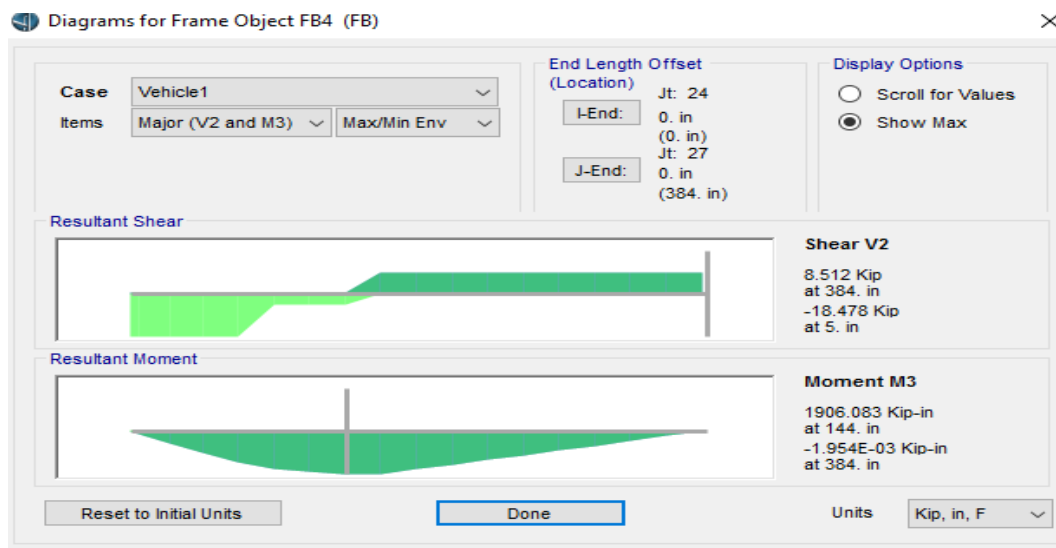 Diagrams for Frame Object FB4 (FB)
Case Vehicle1
Items Major (V2 and M3) Max/Min Env
End Length Offset
(Location)
I-End:
Jt: 24
0. in
(0. in)
J-End:
Jt: 27
0. in
(384. in)
Display Options
Scroll for Values
Show Max
Resultant Shear
Shear V2
8.512 Kip
at 384. in
-18.478 Kip
at 5. in
Resultant Moment
Moment M3
1906.083 Kip-in
at 144. in
-1.954E-03 Kip-in
at 384. in
Reset to Initial Units
Done
Units Kip, in, F